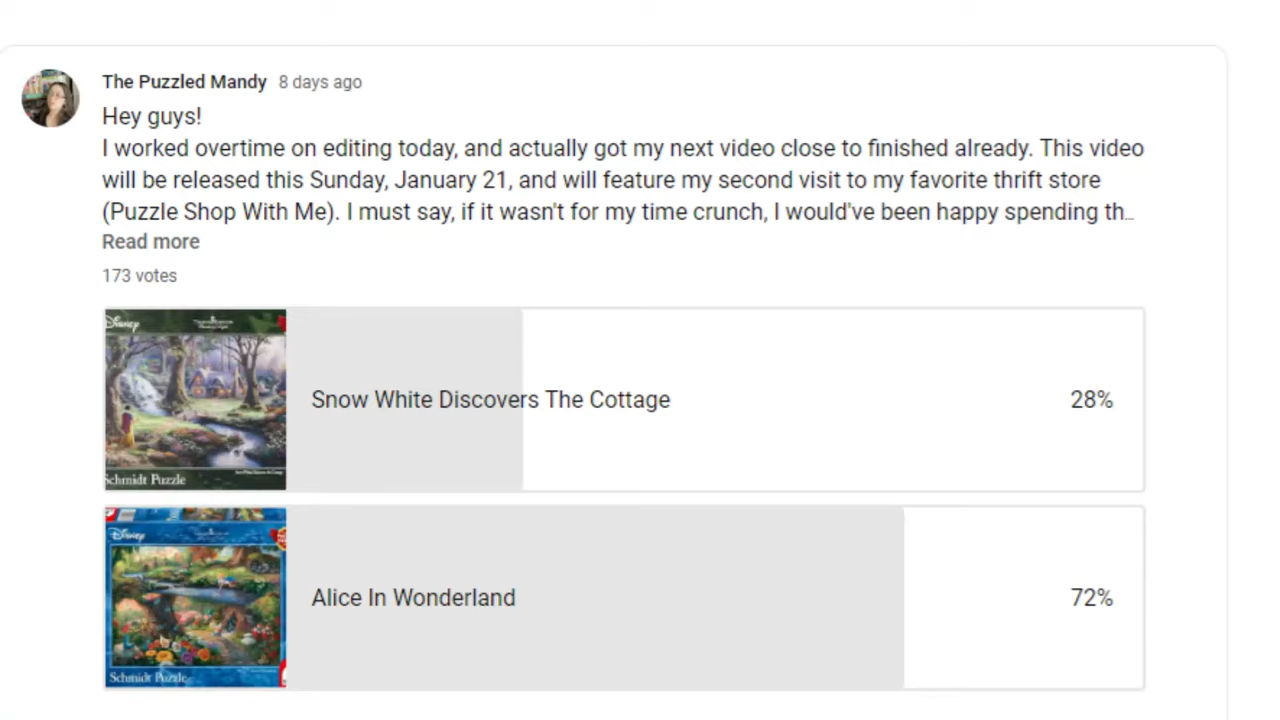 The Puzzled Mandy 8 days ago
Hey guys!
I worked overtime on editing today, and actually got my next video close to finished already. This video
will be released this Sunday, January 21, and will feature my second visit to my favorite thrift store
(Puzzle Shop With Me). I must say, if it wasn't for my time crunch, I would've been happy spending th...
Read more
173 votes
Disney
Schmidt Puzzle
Snow White Discovers The Cottage
28%
Disney
Schmidt Puzzle
Alice In Wonderland
72%